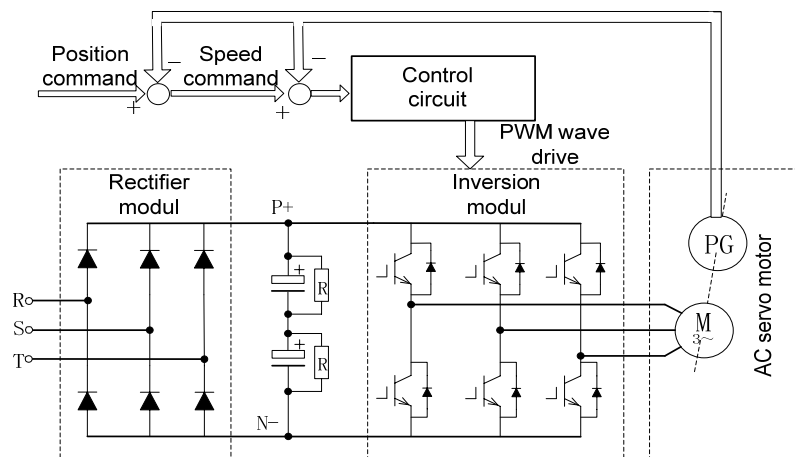 Position
command
−
+
Speed
command
−
+
Control
circuit
PWM wave
drive
Rectifier
modul
P+
Inversion
modul
PG
+
R
R
S
T
+
R
M
3~
AC servo motor
N-